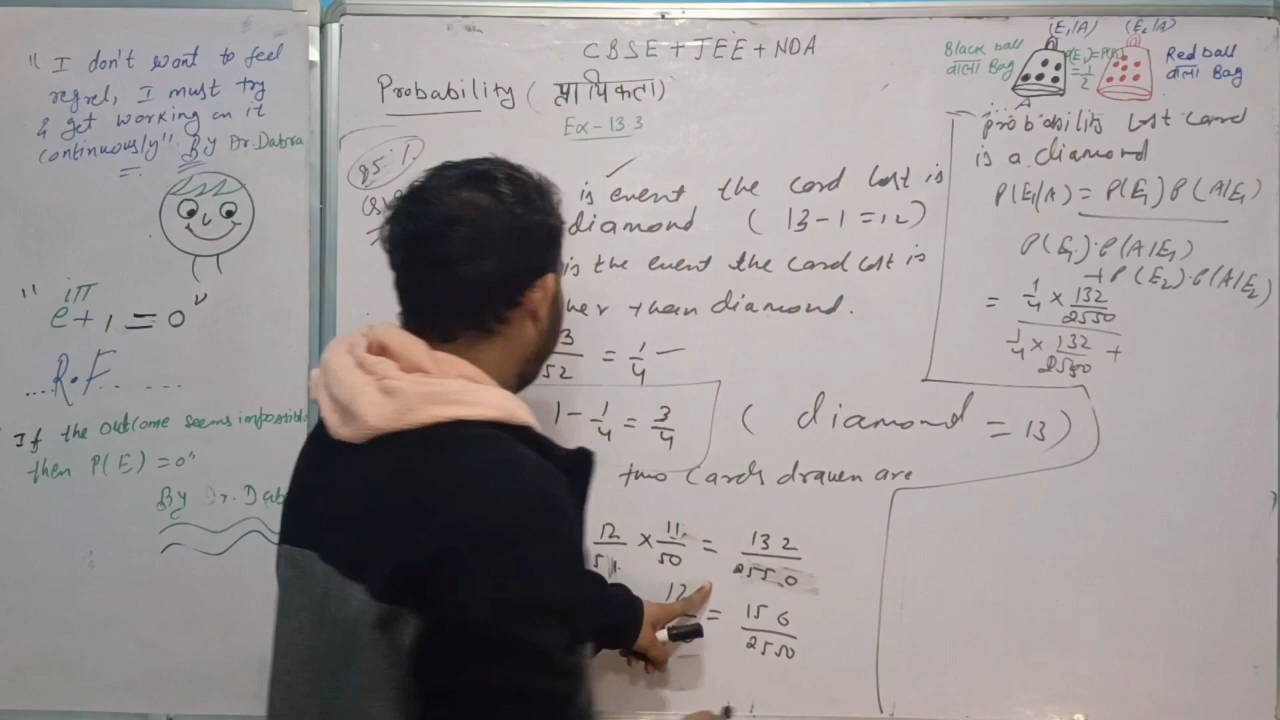 " I don't want to feel
regret, I must try
& get working on it
continuously" By Dr. Dabra
" e^iπ + 1 = 0 "
....R.F.. ...
If the outcome seems impossible
then P(E) = 0"
By Dr. Dab
CBSE + JEE + NDA
Probability ( प्रायिकता )
Ex-13.3
is event the card lost is
diamond ( 13-1=12 )
is the event the card lost is
her than diamond.
3/52 = 1/4
1 - 1/4 = 3/4
( diamond = 13 )
two cards drawn are
12/51 × 11/50 = 132/2550
12
= 156/2550
(E₁/A) (E₂/A)
Black ball
वाला Bag
= 1/2
A
Red ball
वाला Bag
probability lost card
is a diamond
P(E₁/A) = P(E₁) P(A/E₁)
P(E₁)·P(A/E₁)
+ P(E₂)·P(A/E₂)
= 1/4 × 132/2550
1/4 × 132/2550 +